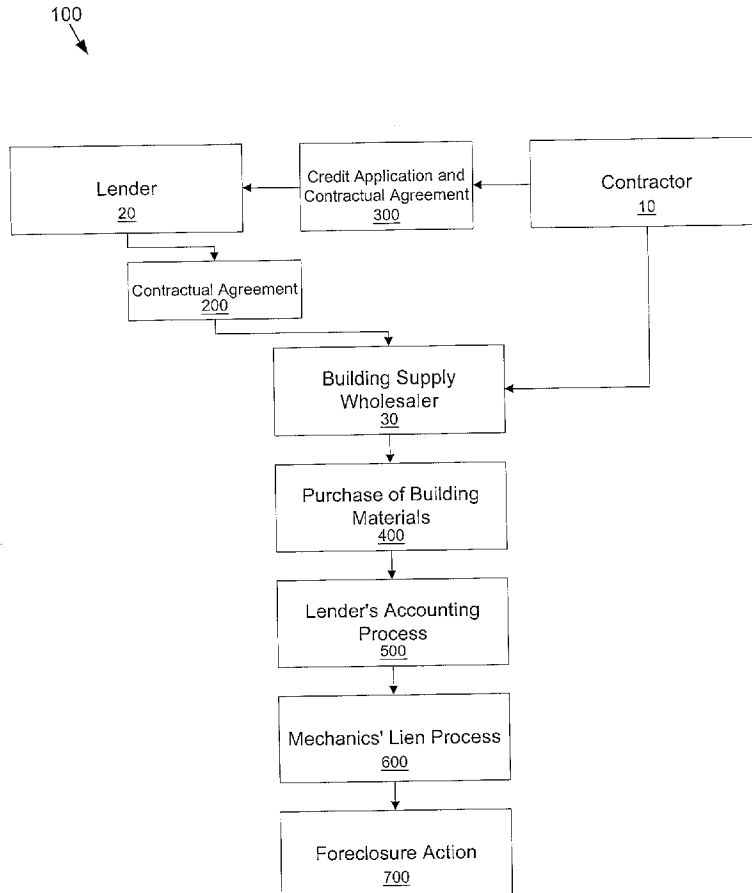 100
Lender
20
Credit Application and
Contractual Agreement
300
Contractor
10
Contractual Agreement
200
Building Supply
Wholesaler
30
Purchase of Building
Materials
400
Lender's Accounting
Process
500
Mechanics' Lien Process
600
Foreclosure Action
700